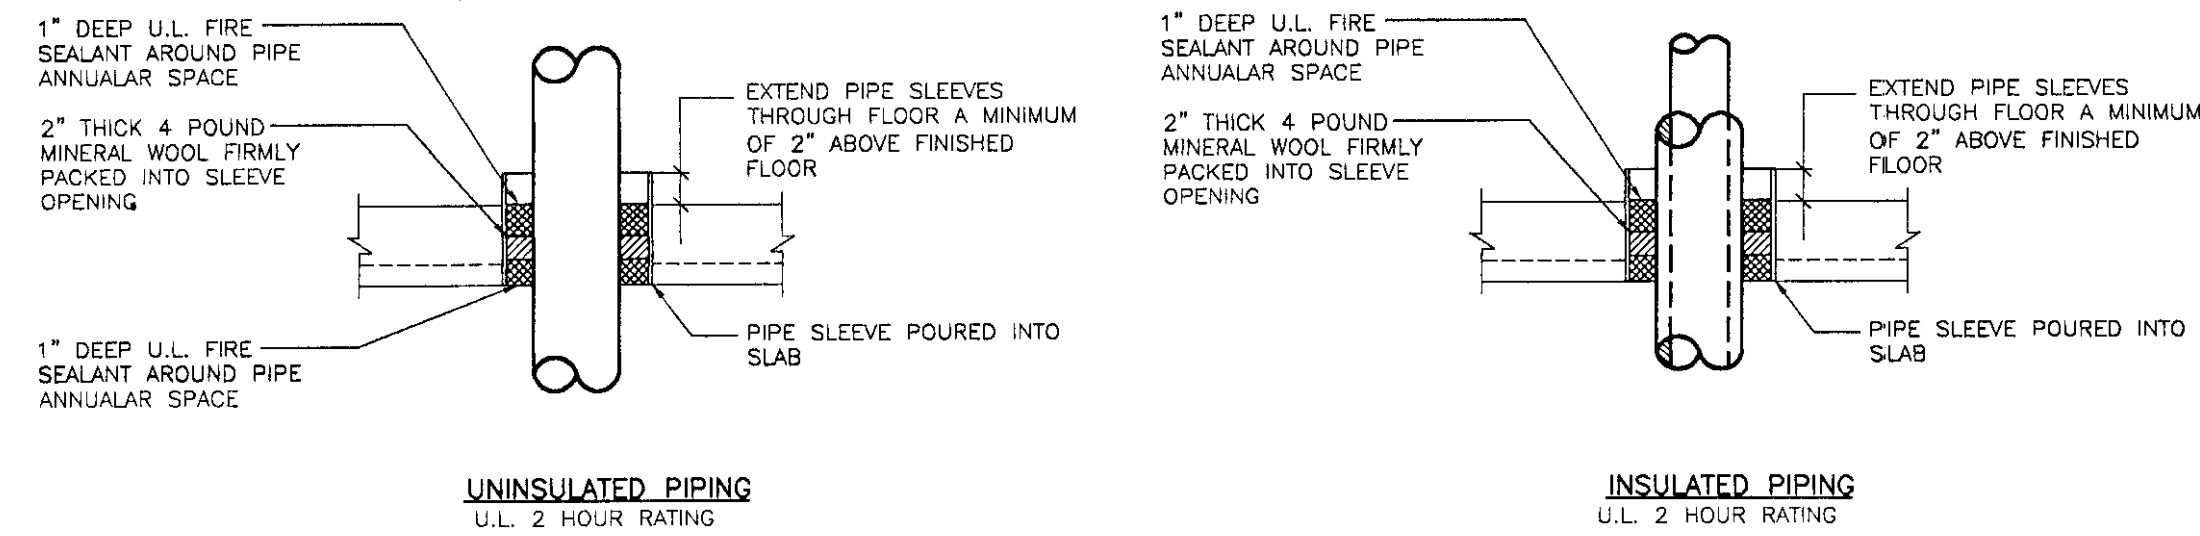 1" DEEP U.L. FIRE
SEALANT AROUND PIPE
ANNUALAR SPACE
2" THICK 4 POUND
MINERAL WOOL FIRMLY
PACKED INTO SLEEVE
OPENING
1" DEEP U.L. FIRE
SEALANT AROUND PIPE
ANNUALAR SPACE
EXTEND PIPE SLEEVES
THROUGH FLOOR A MINIMUM
OF 2" ABOVE FINISHED
FLOOR
PIPE SLEEVE POURED INTO
SLAB
UNINSULATED PIPING
U.L. 2 HOUR RATING
1" DEEP U.L. FIRE
SEALANT AROUND PIPE
ANNUALAR SPACE
2" THICK 4 POUND
MINERAL WOOL FIRMLY
PACKED INTO SLEEVE
OPENING
EXTEND PIPE SLEEVES
THROUGH FLOOR A MINIMUM
OF 2" ABOVE FINISHED
FLOOR
PIPE SLEEVE POURED INTO
SLAB
INSULATED PIPING
U.L. 2 HOUR RATING